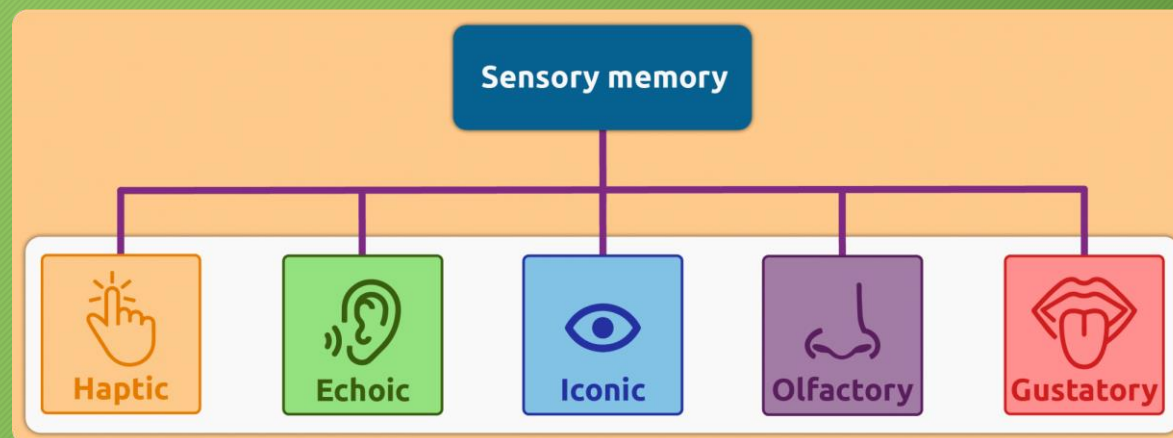 Sensory memory
Haptic
Echoic
Iconic
Olfactory
Gustatory